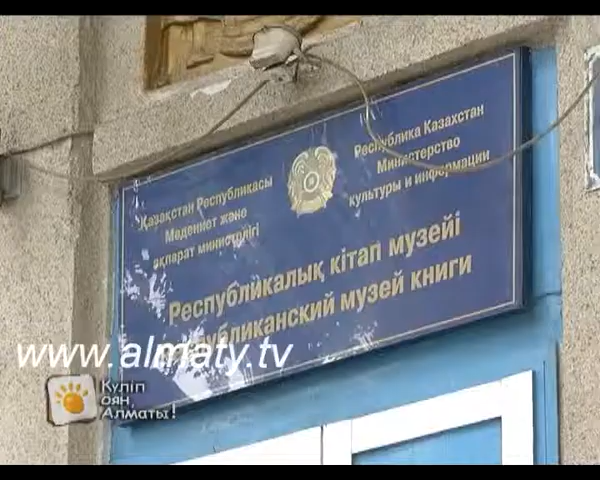 Қазақстан Республикасы
Мәдениет және
ақпарат министрлігі
Республика Казахстан
Министерство
культуры и информации
Республикалық кітап музейі
Республиканский музей книги
www.almaty.tv
Күліп
оян,
Алматы!